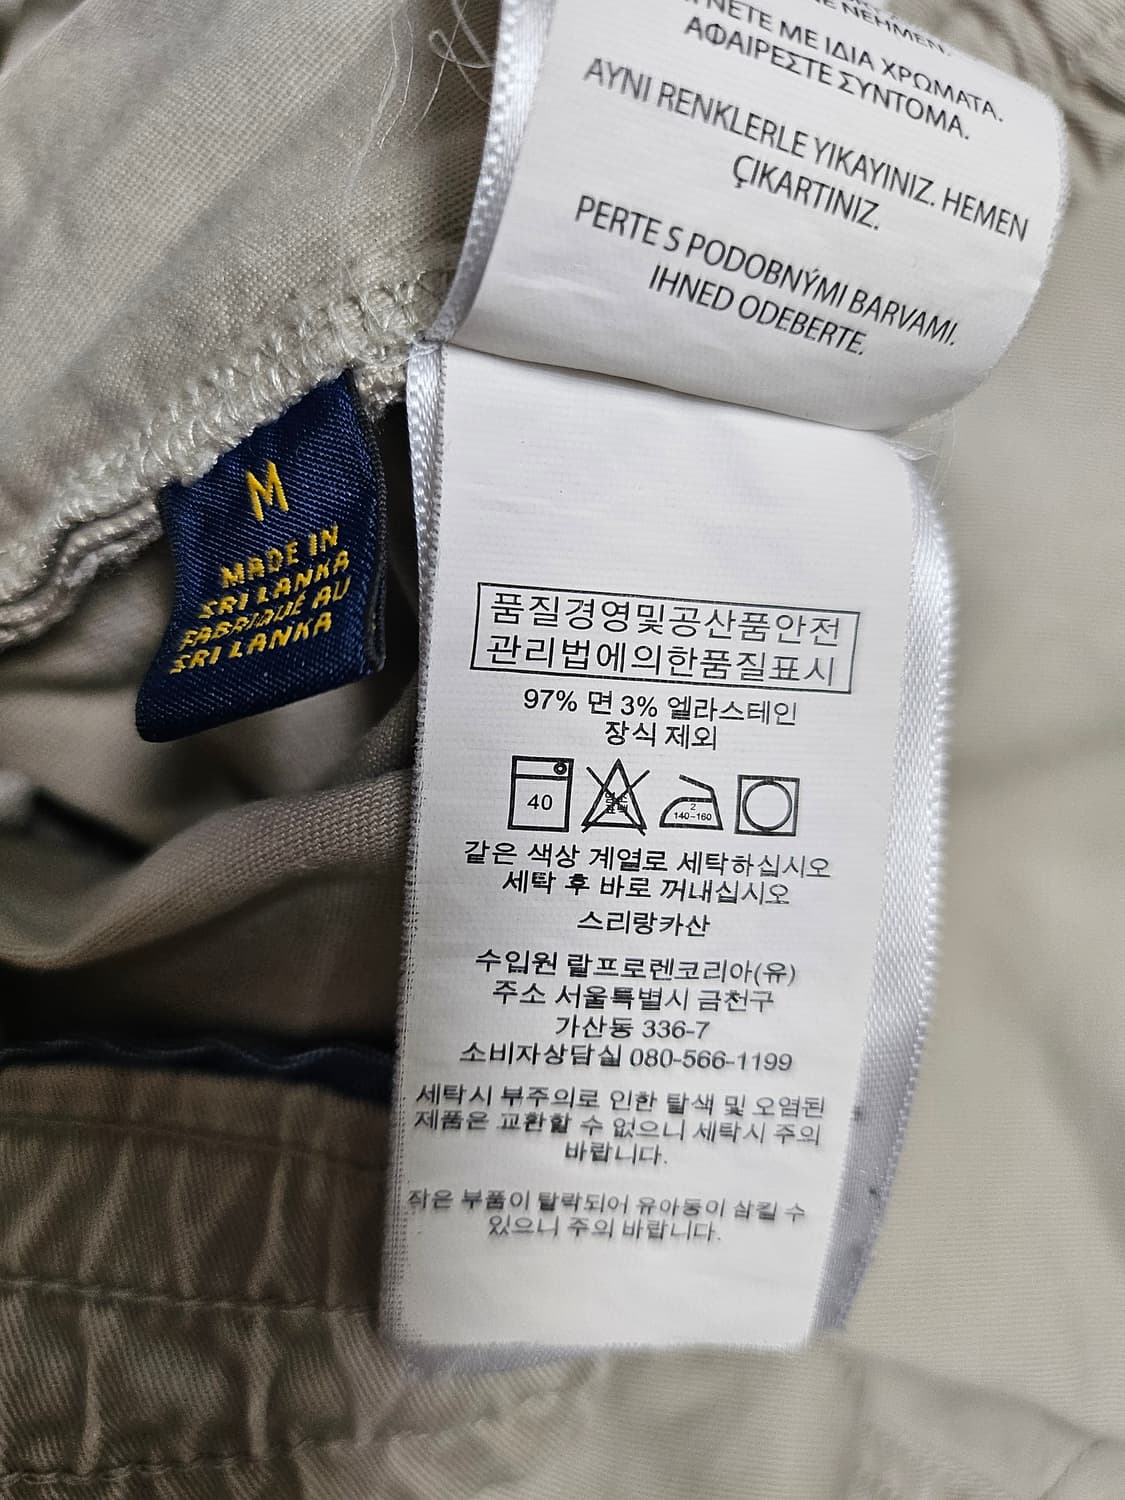 NEHMEN.
ΝΕΤΕ ΜΕ ΙΔΙΑ ΧΡΩΜΑΤΑ.
ΑΦΑΙΡΕΣΤΕ ΣΥΝΤΟΜΑ.
AYNI RENKLERLE YIKAYINIZ. HEMEN
ÇIKARTINIZ.
PERTE S PODOBNÝMI BARVAMI.
IHNED ODEBERTE.
M
MADE IN
SRI LANKA
FABRIQUÉ AU
SRI LANKA
품질경영및공산품안전
관리법에의한품질표시
97% 면 3% 엘라스테인
장식 제외
40
2
140-160
같은 색상 계열로 세탁하십시오
세탁 후 바로 꺼내십시오
스리랑카산
수입원 랄프로렌코리아(유)
주소 서울특별시 금천구
가산동 336-7
소비자상담실 080-566-1199
세탁시 부주의로 인한 탈색 및 오염된
제품은 교환할 수 없으니 세탁시 주의
바랍니다.
작은 부품이 탈락되어 유아동이 삼킬 수
있으니 주의 바랍니다.